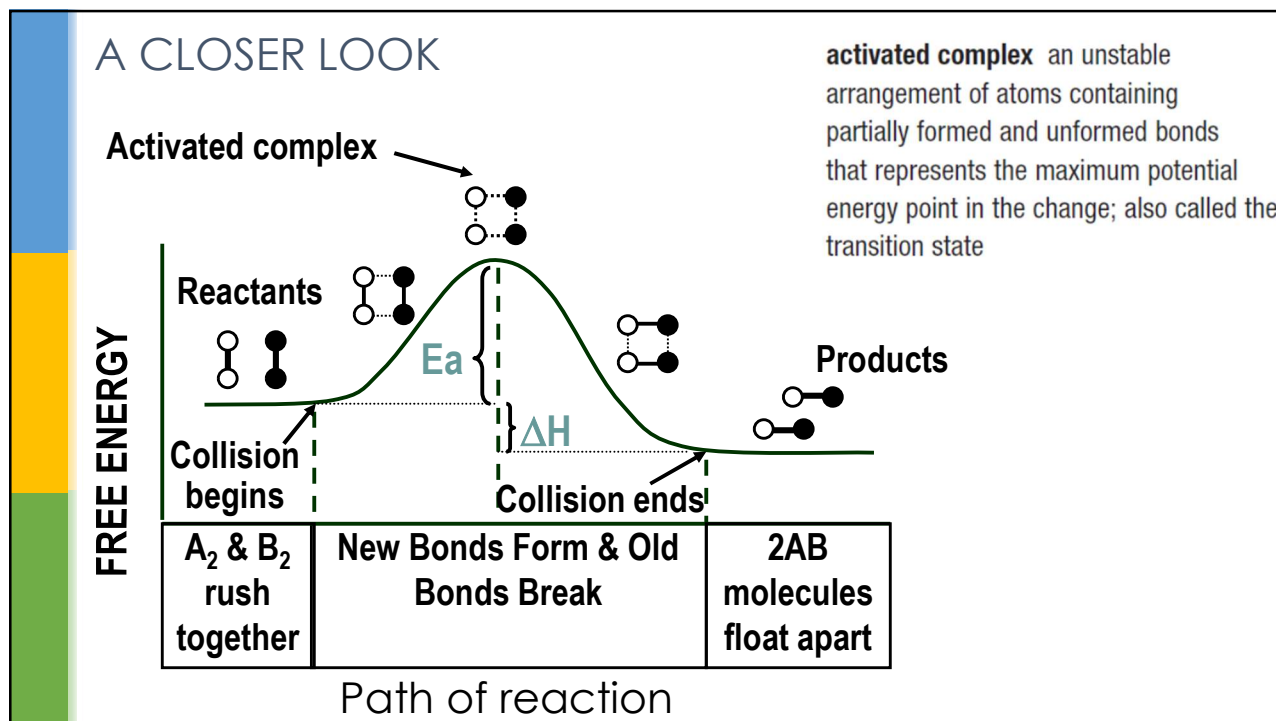 A CLOSER LOOK
activated complex an unstable
arrangement of atoms containing
partially formed and unformed bonds
that represents the maximum potential
energy point in the change; also called the
transition state
Activated complex
Reactants
Ea
Products
ΔH
Collision
begins
Collision ends
FREE ENERGY
A₂ & B₂
rush
together
New Bonds Form & Old
Bonds Break
2AB
molecules
float apart
Path of reaction